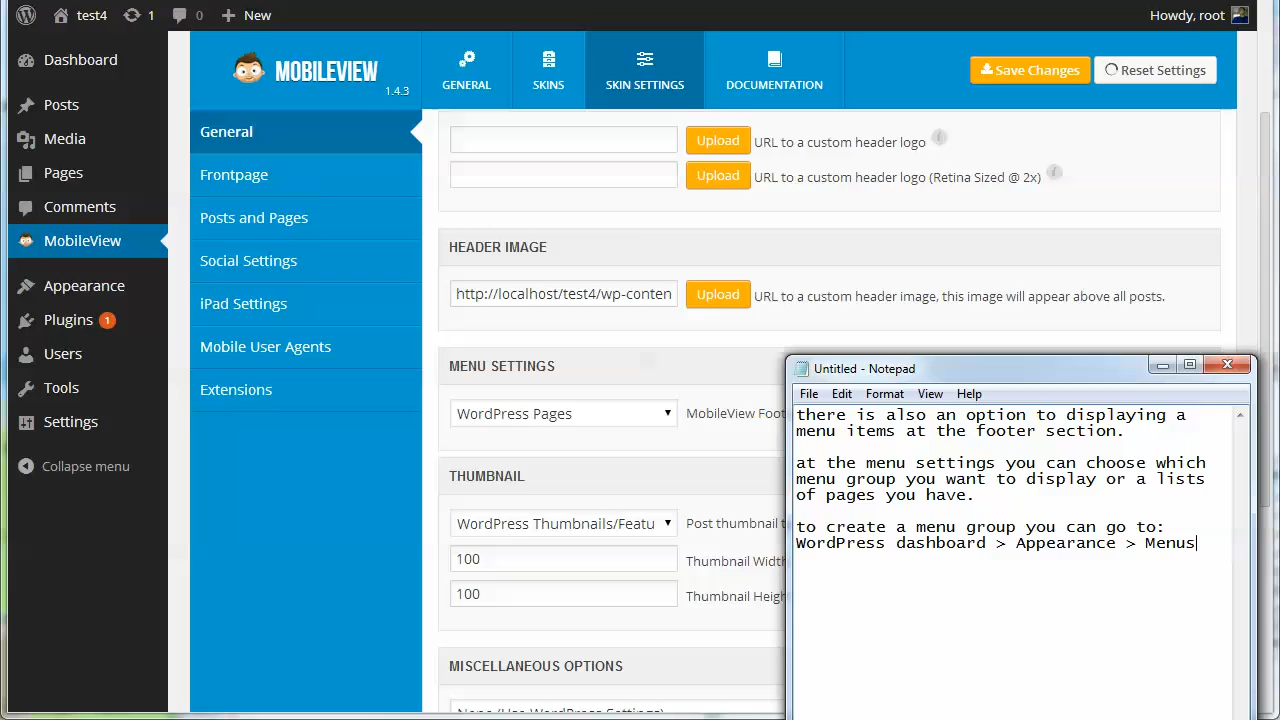 test4
1
0
New
Howdy, root
Dashboard
Posts
Media
Pages
Comments
MobileView
Appearance
Plugins 1
Users
Tools
Settings
Collapse menu
MOBILEVIEW
1.4.3
GENERAL
SKINS
SKIN SETTINGS
DOCUMENTATION
Save Changes
Reset Settings
General
Frontpage
Posts and Pages
Social Settings
iPad Settings
Mobile User Agents
Extensions
Upload URL to a custom header logo
Upload URL to a custom header logo (Retina Sized @ 2x)
HEADER IMAGE
http://localhost/test4/wp-conten Upload URL to a custom header image, this image will appear above all posts.
MENU SETTINGS
WordPress Pages MobileView Foot
THUMBNAIL
WordPress Thumbnails/Featu Post thumbnail t
100 Thumbnail Width
100 Thumbnail Heigh
MISCELLANEOUS OPTIONS
None (Use WordPress Settings)
Untitled - Notepad
File Edit Format View Help
there is also an option to displaying a
menu items at the footer section.
at the menu settings you can choose which
menu group you want to display or a lists
of pages you have.
to create a menu group you can go to:
WordPress dashboard > Appearance > Menus